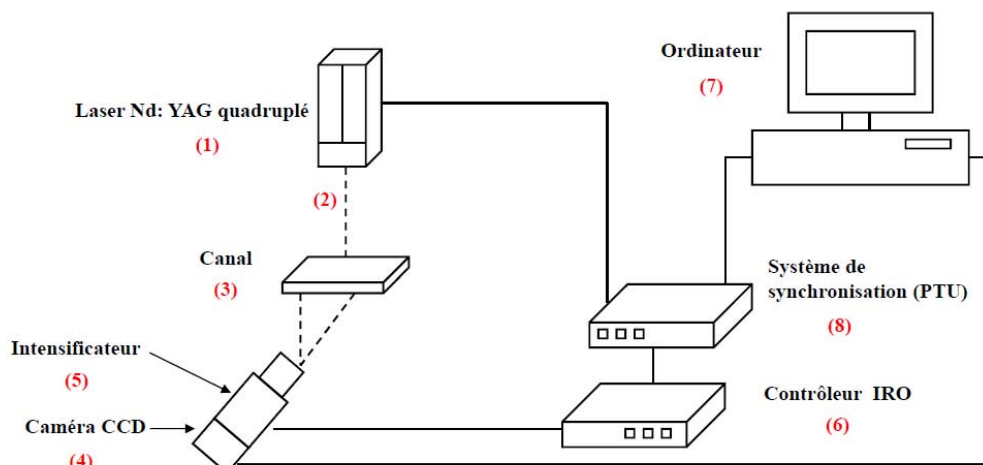 Ordinateur
(7)
Laser Nd: YAG quadruplé
(1)
(2)
Canal
(3)
Système de
synchronisation (PTU)
(8)
Intensificateur
(5)
Contrôleur IRO
(6)
Caméra CCD
(4)